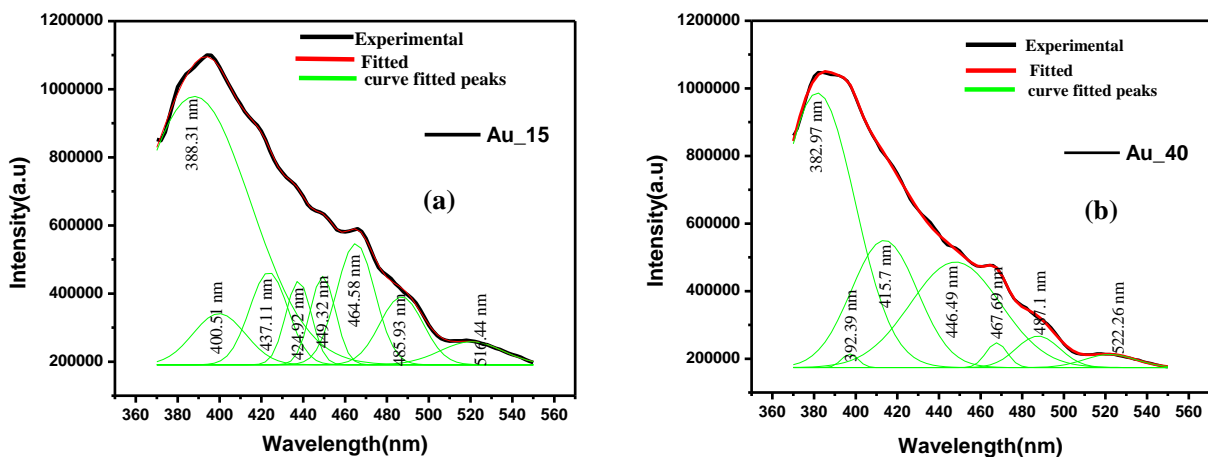 1200000
1000000
800000
600000
400000
200000
Intensity(a.u)
360 380 400 420 440 460 480 500 520 540 560
Wavelength(nm)
Experimental
Fitted
curve fitted peaks
Au_15
(a)
388.31 nm
400.51 nm
437.11 nm
424.92 nm
449.32 nm
464.58 nm
485.93 nm
516.44 nm
1200000
1000000
800000
600000
400000
200000
Intensity(a.u)
360 380 400 420 440 460 480 500 520 540 560
Wavelength(nm)
Experimental
Fitted
curve fitted peaks
Au_40
(b)
382.97 nm
392.39 nm
415.7 nm
446.49 nm
467.69 nm
487.1 nm
522.26 nm